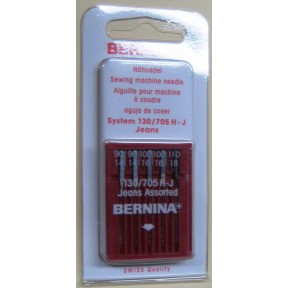 BERNINA
Nähnadel
Sewing machine needle
Aiguille pour machine
à coudre
aguja de coser
System 130/705 H-J
Jeans
90 90 100 100 110
14 14 16 16 18
130/705 H-J
Jeans Assorted
BERNINA
SWISS Quality